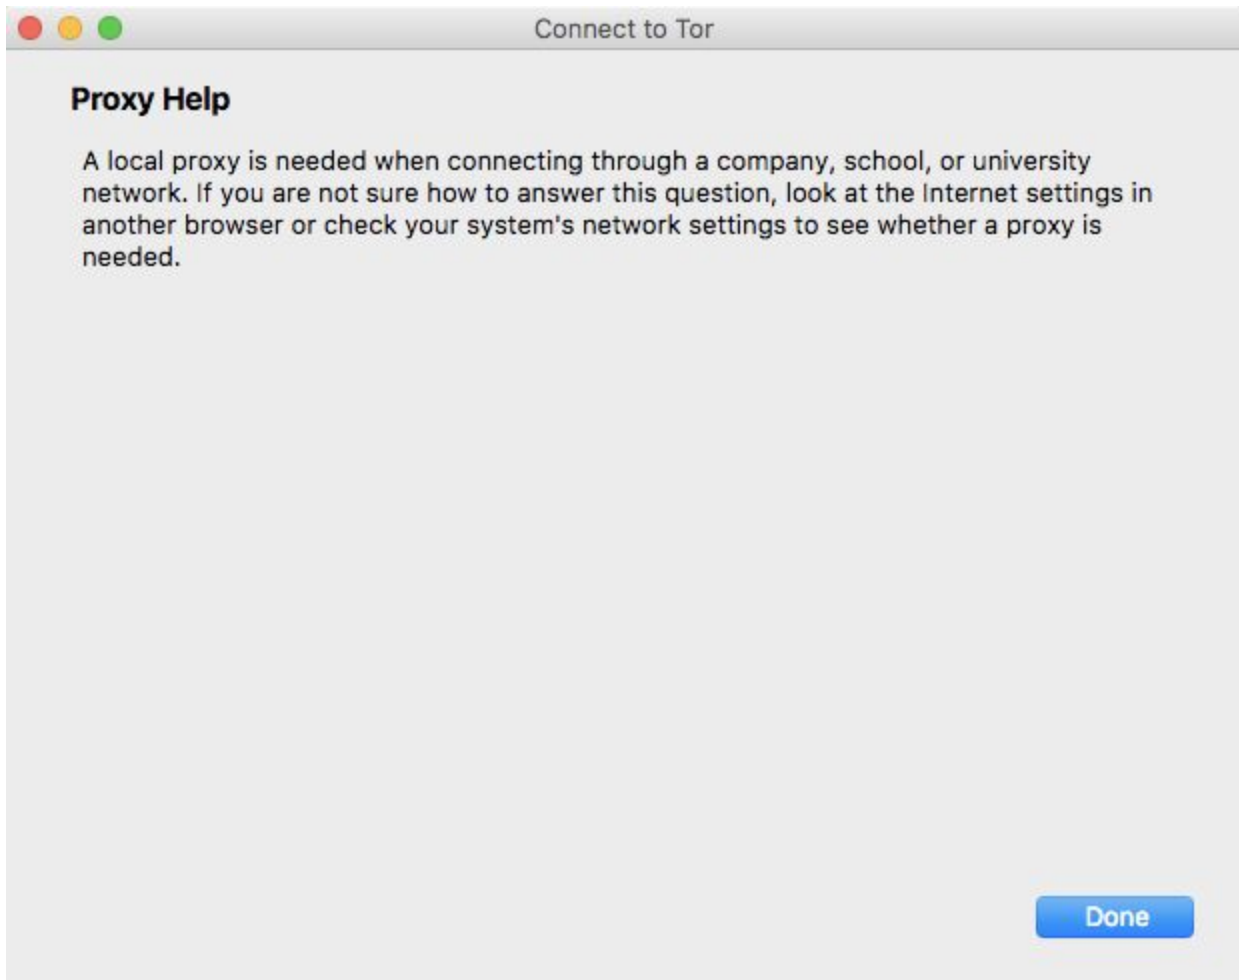 Connect to Tor
Proxy Help
A local proxy is needed when connecting through a company, school, or university
network. If you are not sure how to answer this question, look at the Internet settings in
another browser or check your system's network settings to see whether a proxy is
needed.
Done